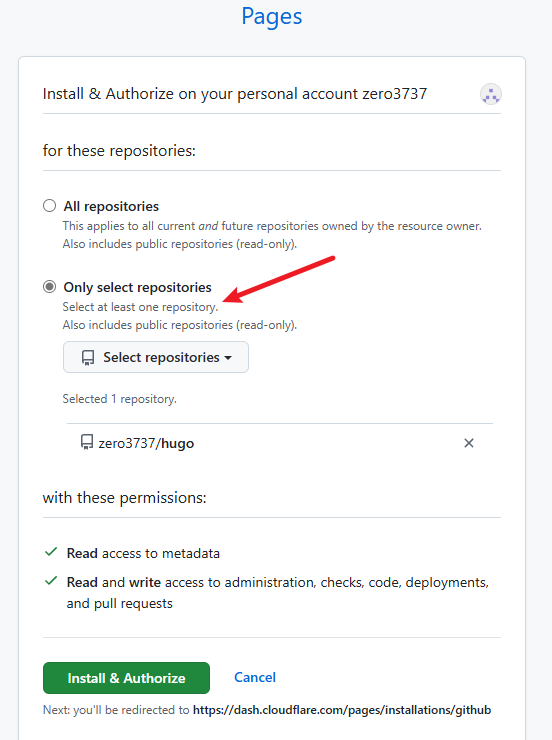 Pages
Install & Authorize on your personal account zero3737
for these repositories:
All repositories
This applies to all current and future repositories owned by the resource owner.
Also includes public repositories (read-only).
Only select repositories
Select at least one repository.
Also includes public repositories (read-only).
Select repositories
Selected 1 repository.
zero3737/hugo
with these permissions:
Read access to metadata
Read and write access to administration, checks, code, deployments,
and pull requests
Install & Authorize
Cancel
Next: you'll be redirected to https://dash.cloudflare.com/pages/installations/github